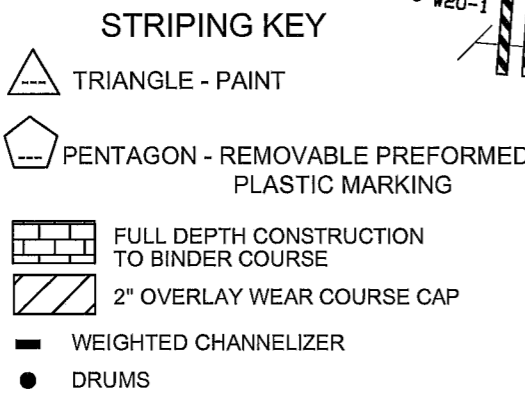 W20-1
STRIPING KEY
--- TRIANGLE - PAINT
--- PENTAGON - REMOVABLE PREFORMED
PLASTIC MARKING
FULL DEPTH CONSTRUCTION
TO BINDER COURSE
2" OVERLAY WEAR COURSE CAP
WEIGHTED CHANNELIZER
DRUMS